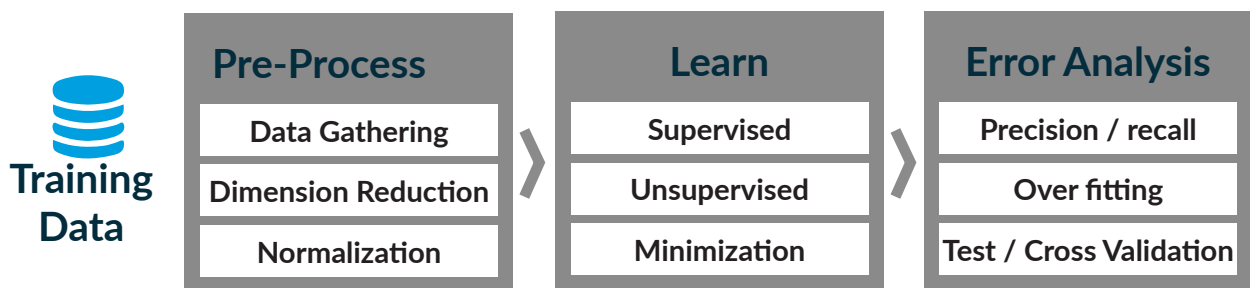 Training
Data
Pre-Process
Data Gathering
Dimension Reduction
Normalization
Learn
Supervised
Unsupervised
Minimization
Error Analysis
Precision / recall
Over fitting
Test / Cross Validation